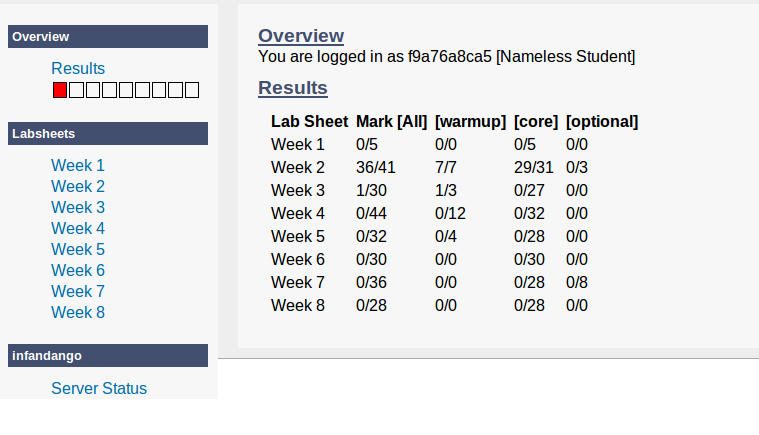 Overview
Results
Labsheets
Week 1
Week 2
Week 3
Week 4
Week 5
Week 6
Week 7
Week 8
infandango
Server Status
Overview
You are logged in as f9a76a8ca5 [Nameless Student]
Results
Lab Sheet Mark [All] [warmup] [core] [optional]
Week 1 0/5 0/0 0/5 0/0
Week 2 36/41 7/7 29/31 0/3
Week 3 1/30 1/3 0/27 0/0
Week 4 0/44 0/12 0/32 0/0
Week 5 0/32 0/4 0/28 0/0
Week 6 0/30 0/0 0/30 0/0
Week 7 0/36 0/0 0/28 0/8
Week 8 0/28 0/0 0/28 0/0